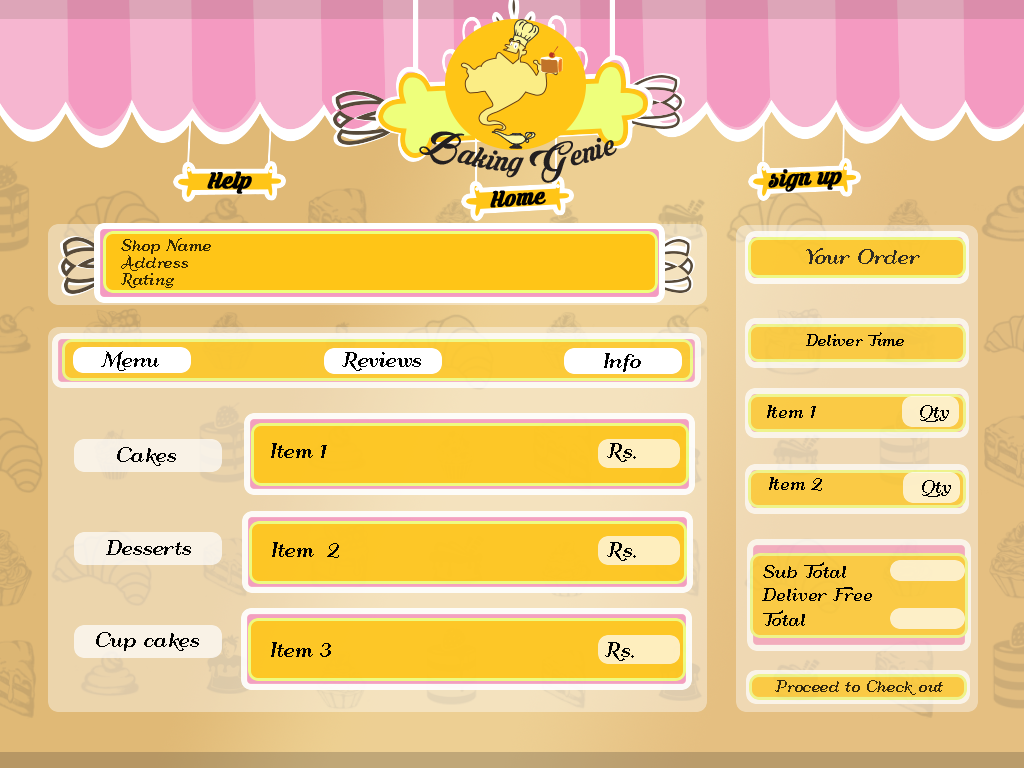 Baking Genie
Help
Home
sign up
Shop Name
Address
Rating
Menu
Reviews
Info
Cakes
Item 1
Rs.
Desserts
Item 2
Rs.
Cup cakes
Item 3
Rs.
Your Order
Deliver Time
Item 1
Qty
Item 2
Qty
Sub Total
Deliver Free
Total
Proceed to Check out